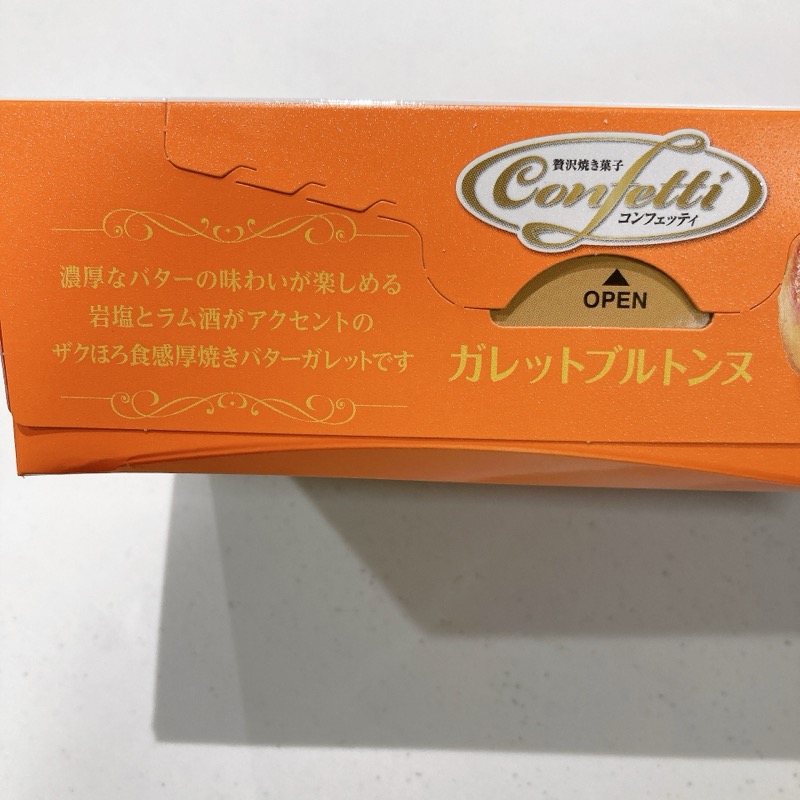 贅沢焼き菓子
Confetti
コンフェッティ
▲
OPEN
濃厚なバターの味わいが楽しめる
岩塩とラム酒がアクセントの
ザクほろ食感厚焼きバターガレットです
ガレットブルトンヌ